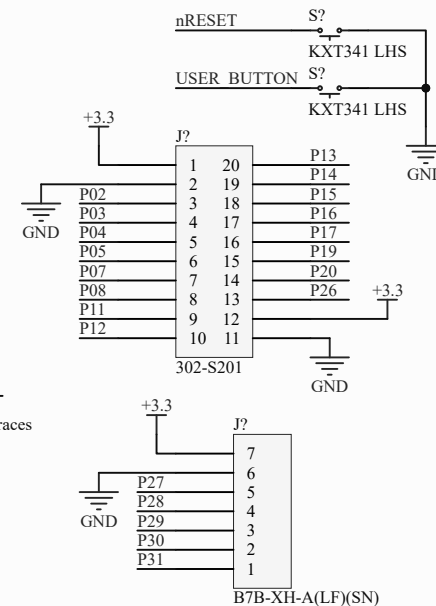 nRESET
S?
KXT341 LHS
USER BUTTON
S?
KXT341 LHS
GND
+3.3
J?
1 20 P13
2 19 P14
GND
P02 3 18 P15
P03 4 17 P16
P04 5 16 P17
P05 6 15 P19
P07 7 14 P20
P08 8 13 P26
+3.3
P11 9 12
P12 10 11
GND
302-S201
races
+3.3
J?
7
6
GND
P27 5
P28 4
P29 3
P30 2
P31 1
B7B-XH-A(LF)(SN)